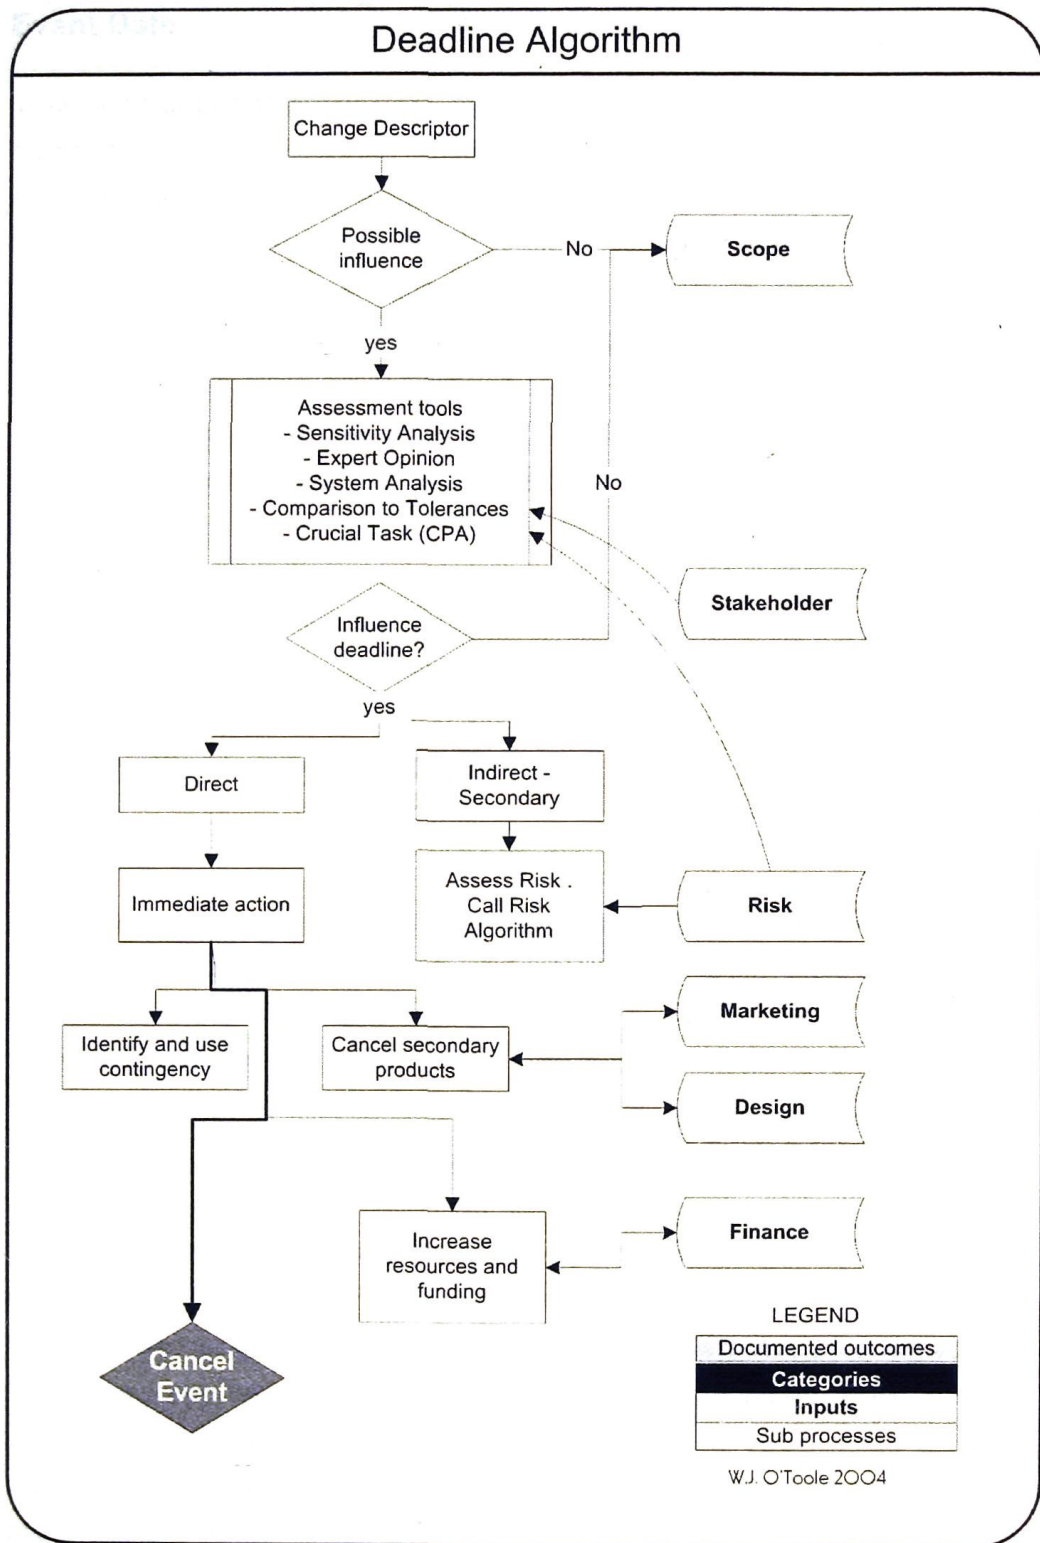 Event Date
Deadline Algorithm
Change Descriptor
Possible
influence
No
Scope
yes
Assessment tools
- Sensitivity Analysis
- Expert Opinion
- System Analysis
- Comparison to Tolerances
- Crucial Task (CPA)
No
Stakeholder
Influence
deadline?
yes
Direct
Indirect -
Secondary
Immediate action
Assess Risk .
Call Risk
Algorithm
Risk
Identify and use
contingency
Cancel secondary
products
Marketing
Design
Increase
resources and
funding
Finance
Cancel
Event
LEGEND
Documented outcomes
Categories
Inputs
Sub processes
W.J. O'Toole 2004